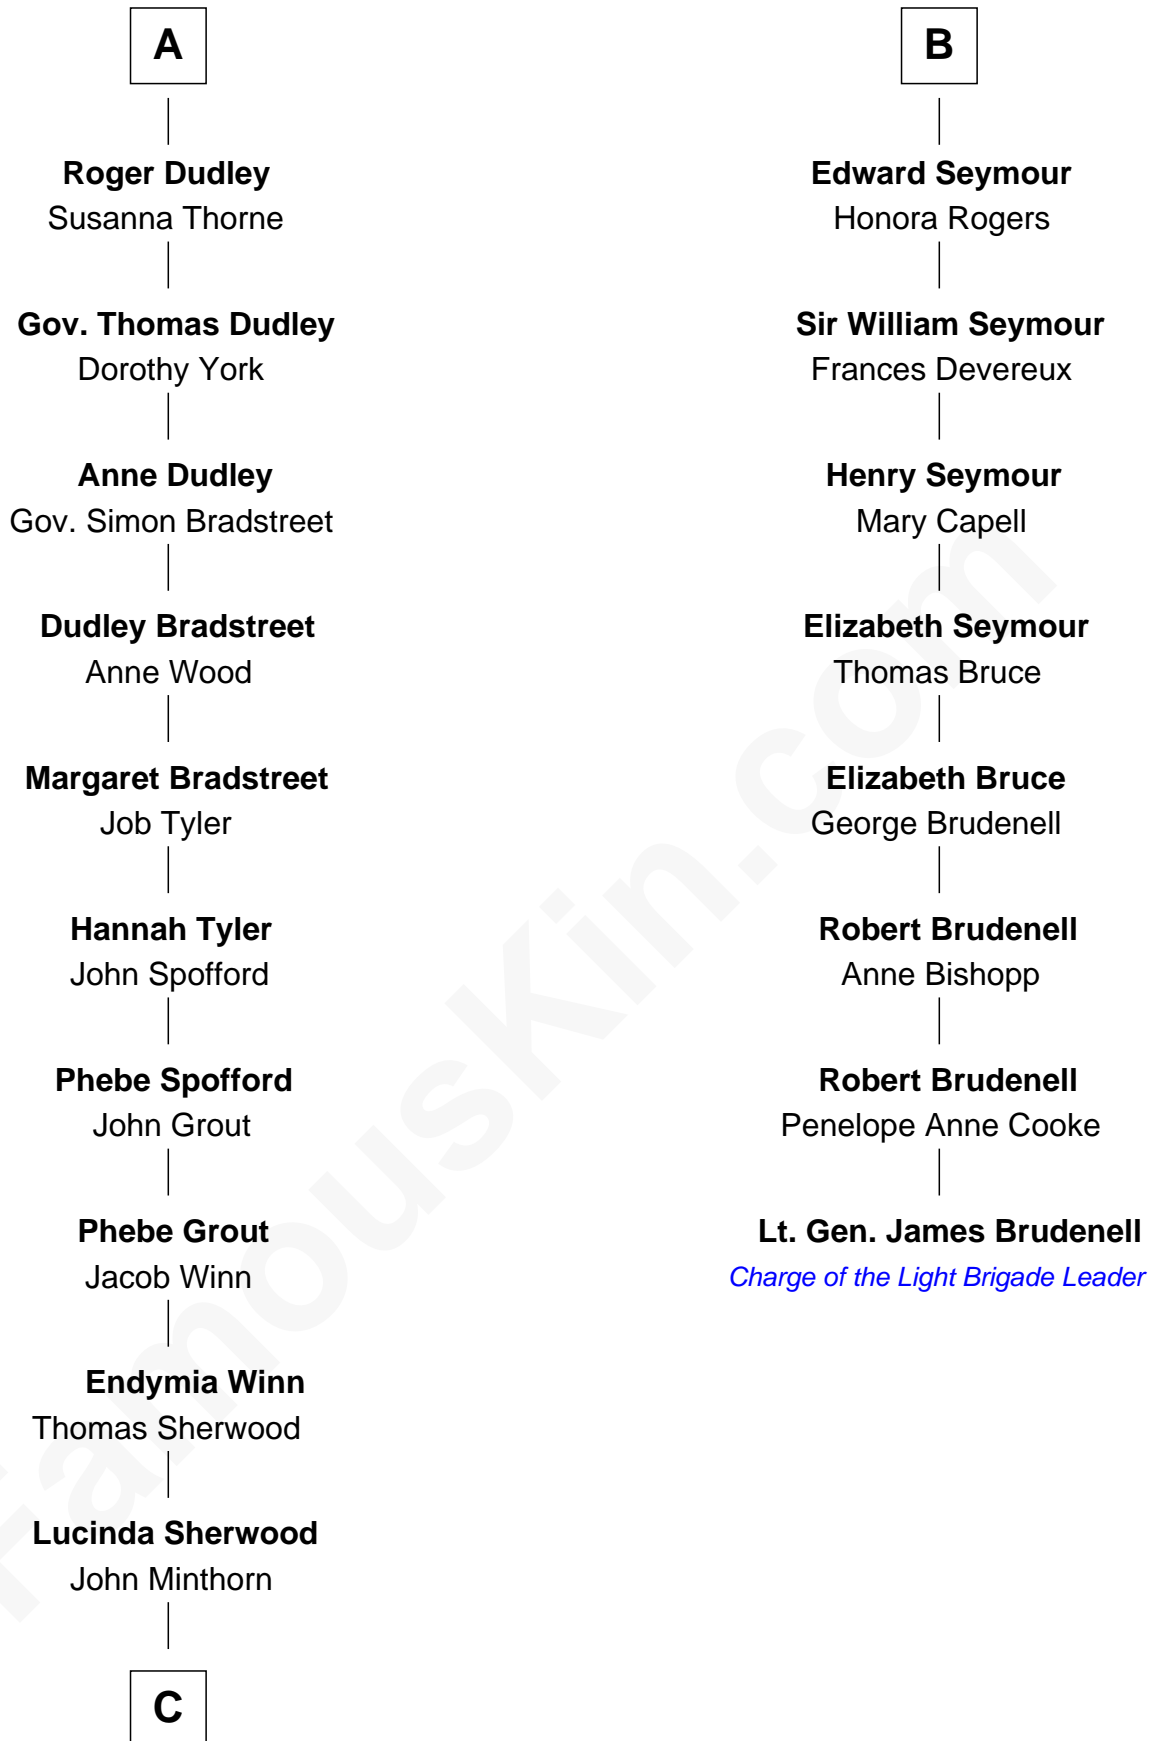 A
Roger Dudley
Susanna Thorne
Gov. Thomas Dudley
Dorothy York
Anne Dudley
Gov. Simon Bradstreet
Dudley Bradstreet
Anne Wood
Margaret Bradstreet
Job Tyler
Hannah Tyler
John Spofford
Phebe Spofford
John Grout
Phebe Grout
Jacob Winn
Endymia Winn
Thomas Sherwood
Lucinda Sherwood
John Minthorn
C
B
Edward Seymour
Honora Rogers
Sir William Seymour
Frances Devereux
Henry Seymour
Mary Capell
Elizabeth Seymour
Thomas Bruce
Elizabeth Bruce
George Brudenell
Robert Brudenell
Anne Bishopp
Robert Brudenell
Penelope Anne Cooke
Lt. Gen. James Brudenell
Charge of the Light Brigade Leader
FamousKin.com